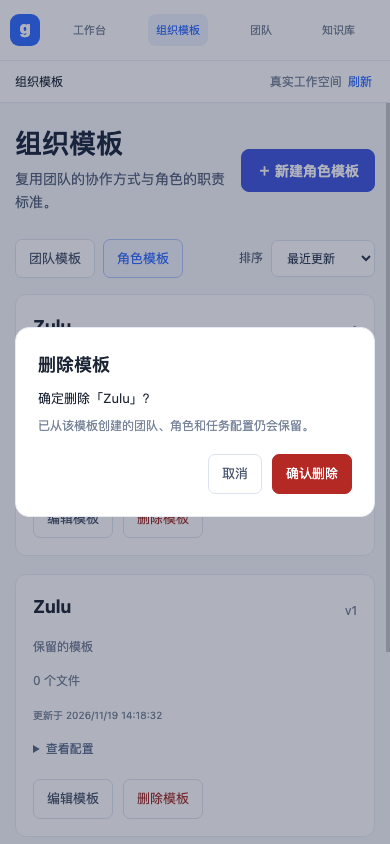 g 工作台 组织模板 团队 知识库
组织模板 真实工作空间 刷新
组织模板
复用团队的协作方式与角色的职责
标准。
+ 新建角色模板
团队模板 角色模板 排序 最近更新
Zulu
删除模板
确定删除「Zulu」?
已从该模板创建的团队、角色和任务配置仍会保留。
取消 确认删除
编辑模板 删除模板
Zulu v1
保留的模板
0 个文件
更新于 2026/11/19 14:18:32
▶ 查看配置
编辑模板 删除模板